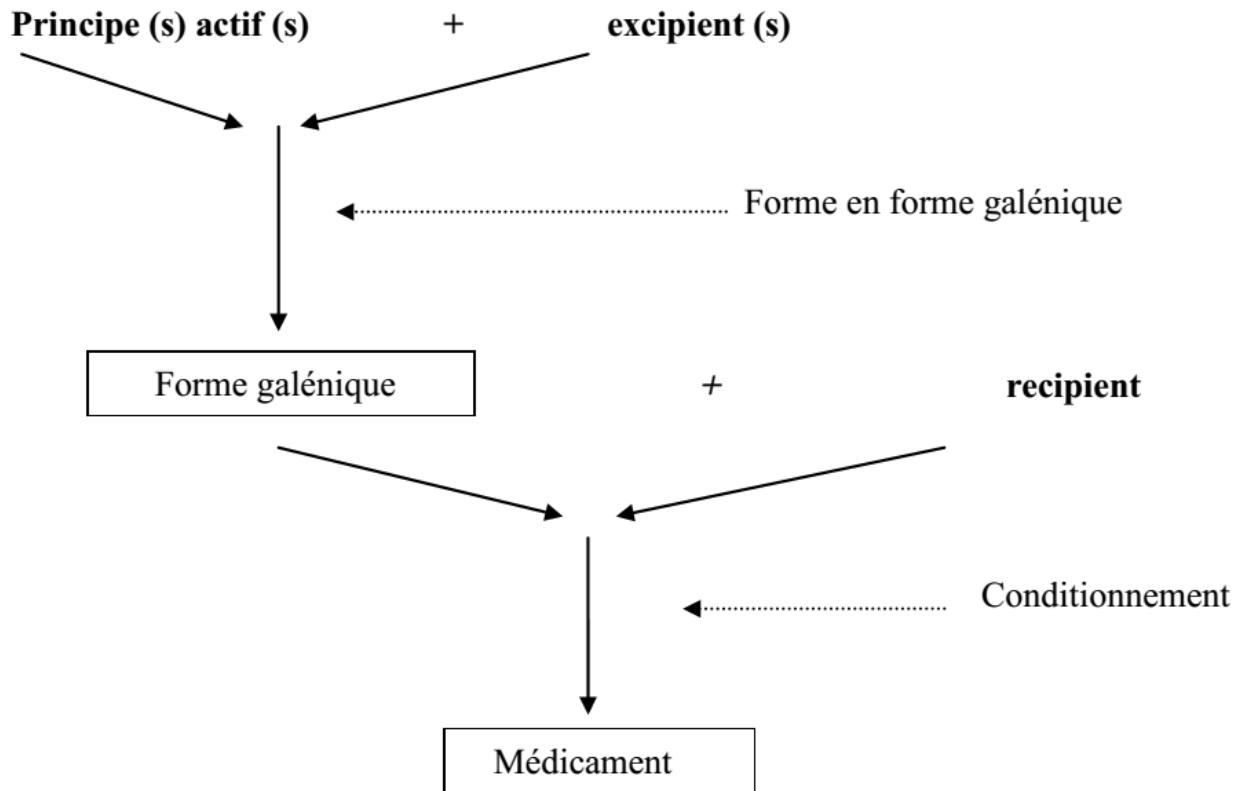 Principe (s) actif (s) + excipient (s)
Forme en forme galénique
Forme galénique + recipient
Conditionnement
Médicament